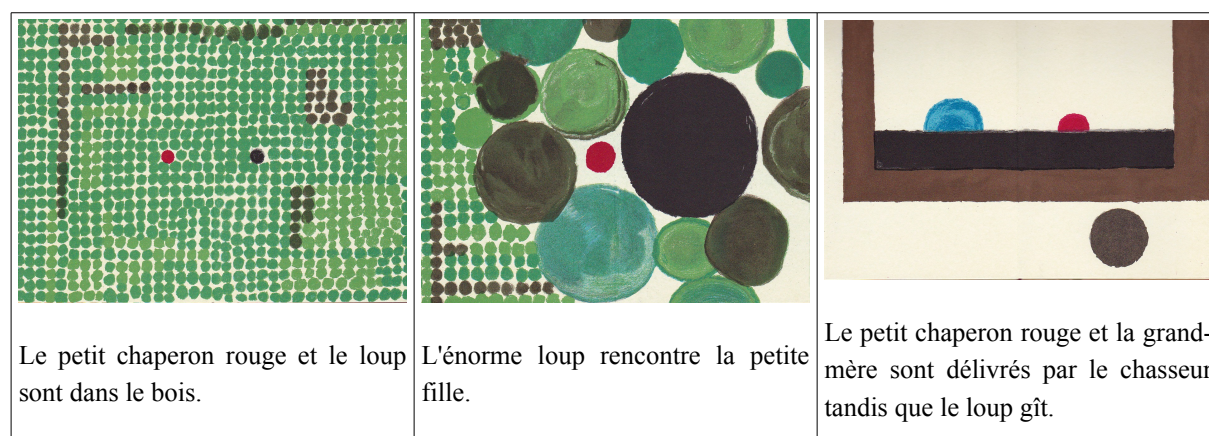 Le petit chaperon rouge et le loup
sont dans le bois.
L'énorme loup rencontre la petite
fille.
Le petit chaperon rouge et la grand-
mère sont délivrés par le chasseur
tandis que le loup gît.